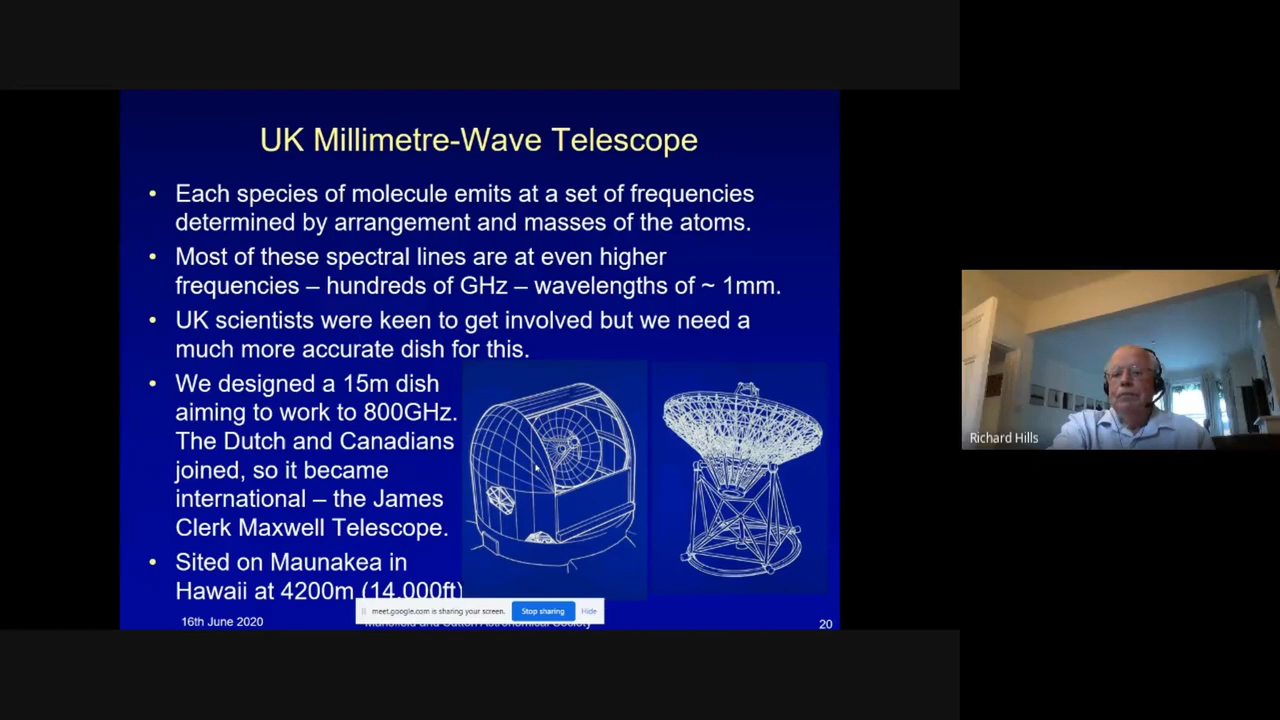 UK Millimetre-Wave Telescope
• Each species of molecule emits at a set of frequencies
determined by arrangement and masses of the atoms.
• Most of these spectral lines are at even higher
frequencies – hundreds of GHz – wavelengths of ~ 1mm.
• UK scientists were keen to get involved but we need a
much more accurate dish for this.
• We designed a 15m dish
aiming to work to 800GHz.
The Dutch and Canadians
joined, so it became
international – the James
Clerk Maxwell Telescope.
• Sited on Maunakea in
Hawaii at 4200m (14,000ft)
meet.google.com is sharing your screen. Stop sharing Hide
16th June 2020 Mansfield and Sutton Astronomical Society 20
Richard Hills